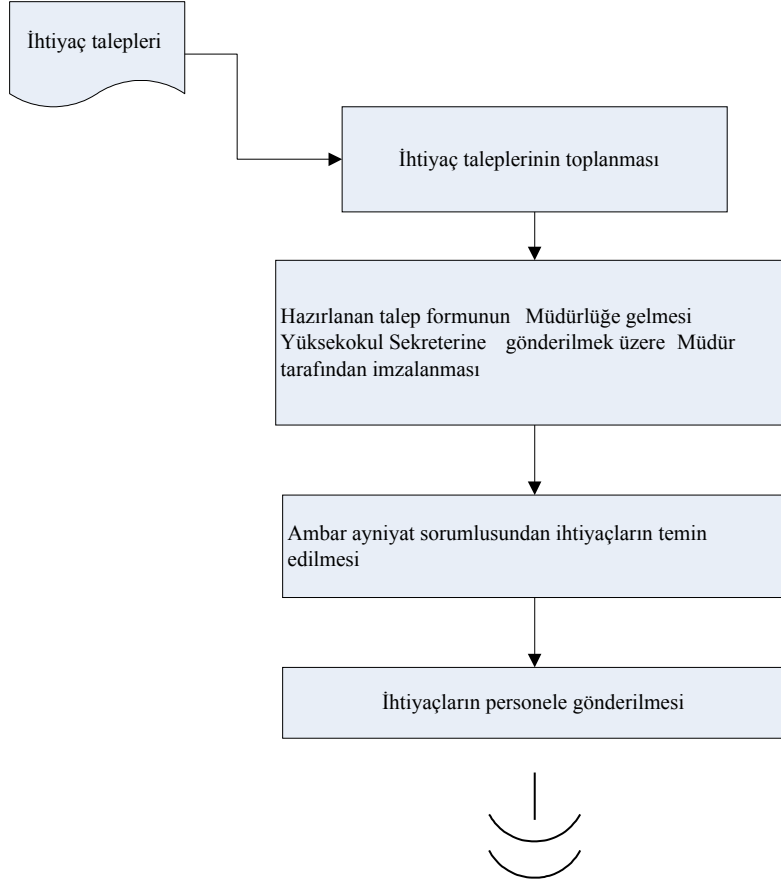 İhtiyaç talepleri
İhtiyaç taleplerinin toplanması
Hazırlanan talep formunun Müdürlüğe gelmesi
Yüksekokul Sekreterine gönderilmek üzere Müdür
tarafından imzalanması
Ambar ayniyat sorumlusundan ihtiyaçların temin
edilmesi
İhtiyaçların personele gönderilmesi